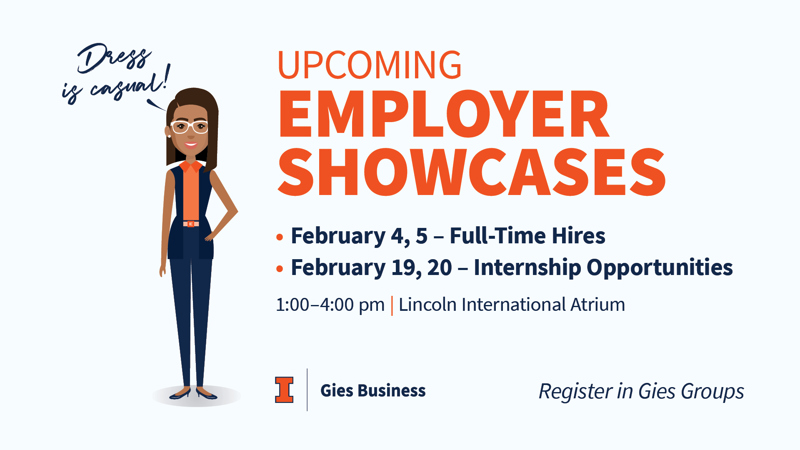 Dress
is casual!
UPCOMING
EMPLOYER
SHOWCASES
• February 4, 5 – Full-Time Hires
• February 19, 20 – Internship Opportunities
1:00–4:00 pm | Lincoln International Atrium
I
Gies Business
Register in Gies Groups